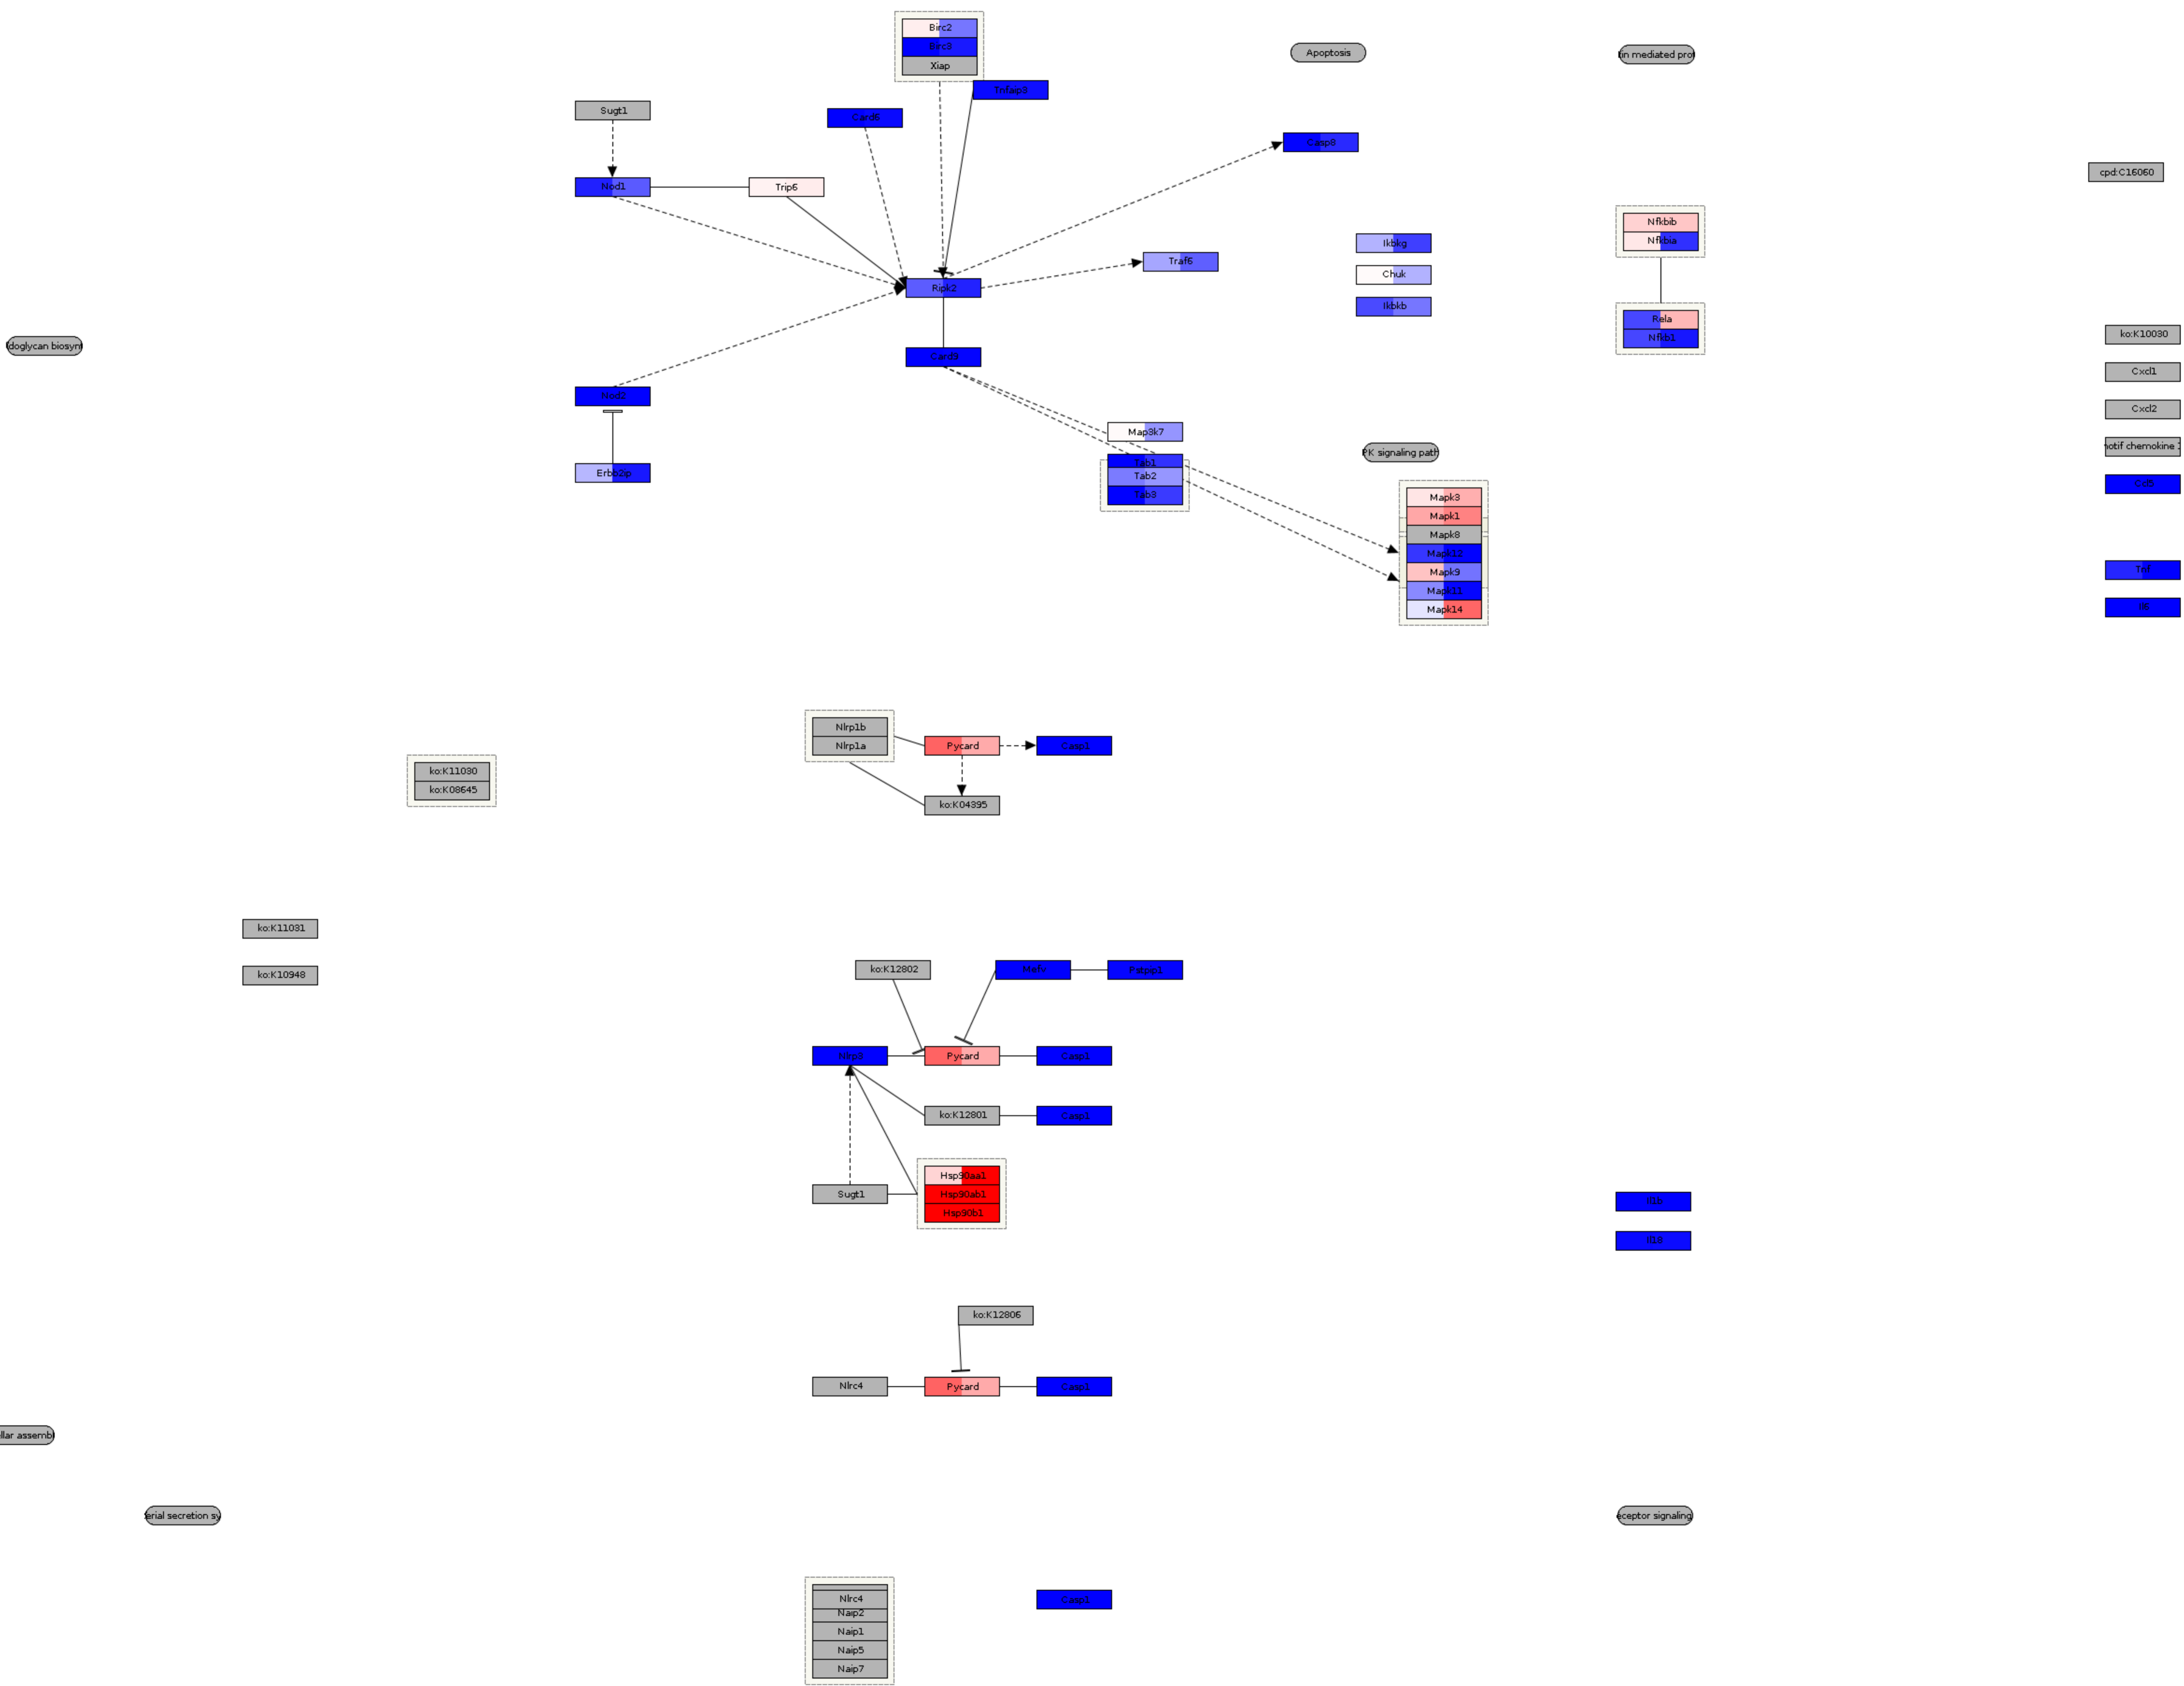 Birc2
Birc3
Xiap
Apoptosis
tin mediated prot
Tnfaip3
Sugt1
Card6
Casp8
cpd:C16060
Nod1
Trip6
Nfkbib
Nfkbia
Ikbkg
Traf6
Chuk
Ripk2
Ikbkb
Rela
Nfkb1
ko:K10030
doglycan biosynt
Card9
Cxcl1
Nod2
Cxcl2
Map3k7
PK signaling path
otif chemokine
Tab1
Tab2
Tab3
Erbb2ip
Ccl5
Mapk3
Mapk1
Mapk8
Mapk12
Mapk9
Mapk11
Mapk14
Tnf
Il6
Nlrp1b
Nlrp1a
Pycard
Casp1
ko:K11030
ko:K08645
ko:K04395
ko:K11031
ko:K10948
ko:K12802
Mefv
Pstpip1
Nlrp3
Pycard
Casp1
ko:K12801
Casp1
Hsp90aa1
Hsp90ab1
Hsp90b1
Sugt1
Il1b
Il18
ko:K12806
Nlrc4
Pycard
Casp1
llar assembl
erial secretion sy
eceptor signaling
Nlrc4
Naip2
Naip1
Naip5
Naip7
Casp1